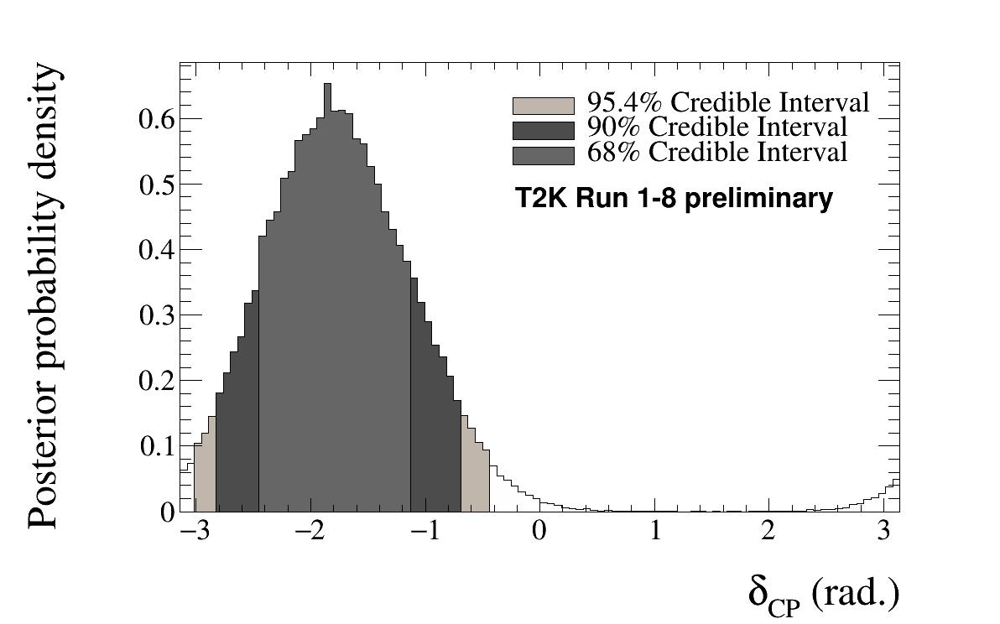 Posterior probability density
0.6
0.5
0.4
0.3
0.2
0.1
0
95.4% Credible Interval
90% Credible Interval
68% Credible Interval
T2K Run 1-8 preliminary
−3 −2 −1 0 1 2 3
δCP (rad.)